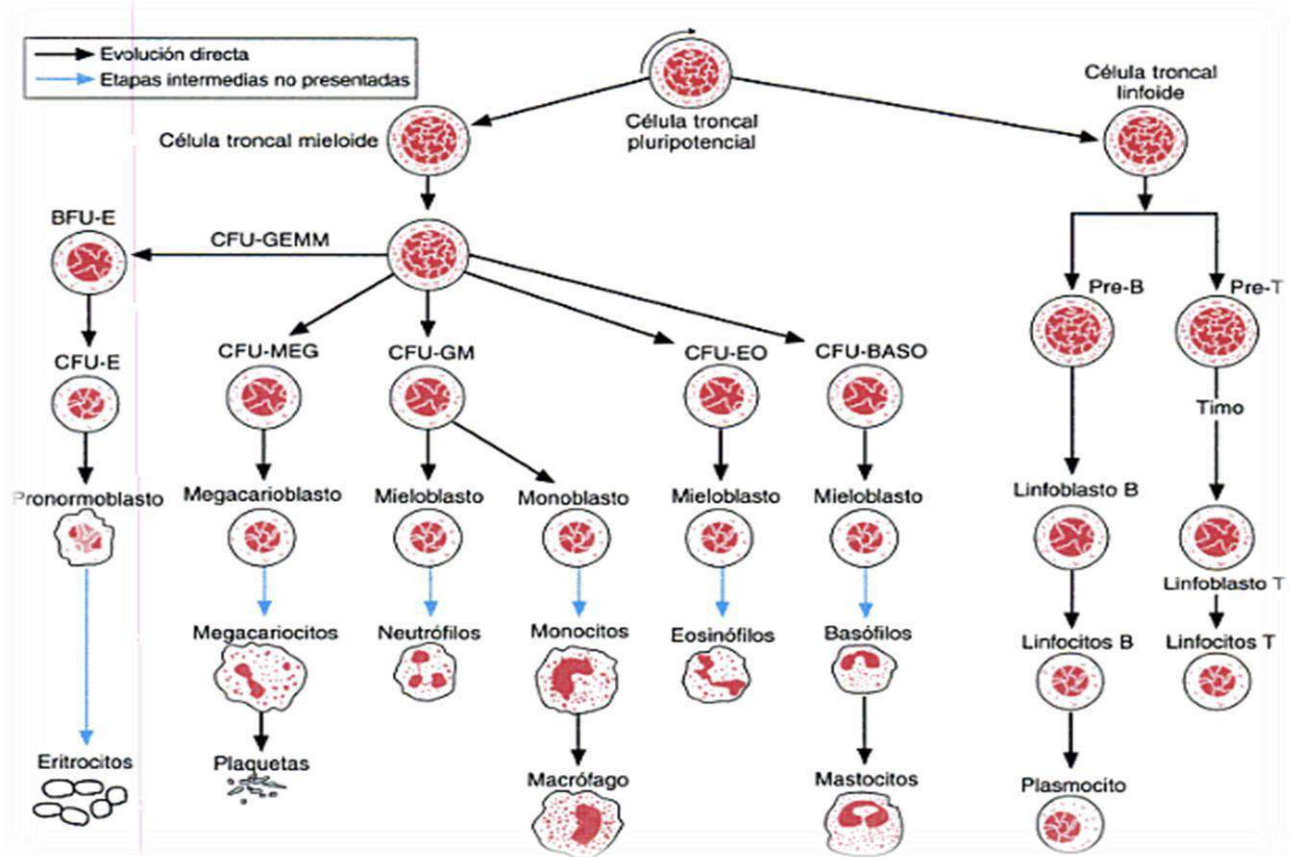 Evolución directa
Etapas intermedias no presentadas
Célula troncal
pluripotencial
Célula troncal
linfoide
Célula troncal mieloide
BFU-E
CFU-GEMM
Pre-B
Pre-T
CFU-E
CFU-MEG
CFU-GM
CFU-EO
CFU-BASO
Timo
Pronormoblasto
Megacarioblasto
Mieloblasto
Monoblasto
Mieloblasto
Mieloblasto
Linfoblasto B
Linfoblasto T
Megacariocitos
Neutrófilos
Monocitos
Eosinófilos
Basófilos
Linfocitos B
Linfocitos T
Eritrocitos
Plaquetas
Macrófago
Mastocitos
Plasmocito